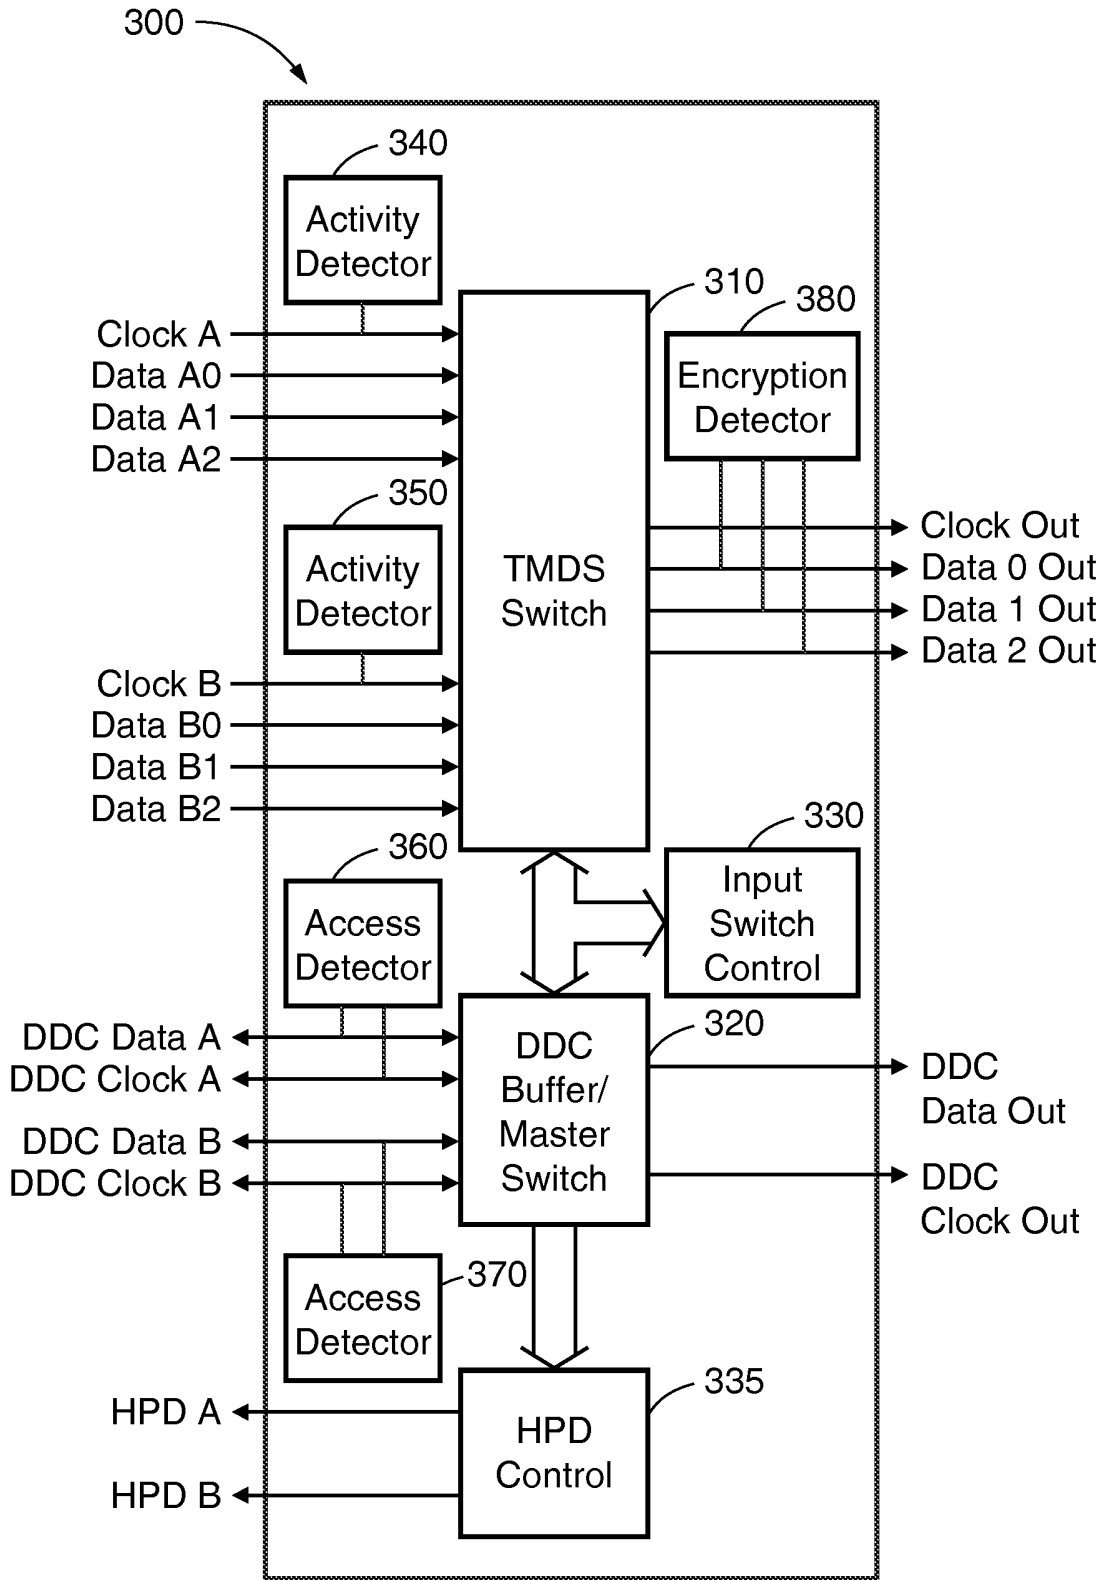 300
340
Activity
Detector
310
380
Clock A
Data A0
Data A1
Data A2
Encryption
Detector
350
Activity
Detector
TMDS
Switch
Clock Out
Data 0 Out
Data 1 Out
Data 2 Out
Clock B
Data B0
Data B1
Data B2
330
360
Input
Switch
Control
Access
Detector
320
DDC Data A
DDC Clock A
DDC Data B
DDC Clock B
DDC
Buffer/
Master
Switch
DDC
Data Out
DDC
Clock Out
370
Access
Detector
335
HPD A
HPD B
HPD
Control